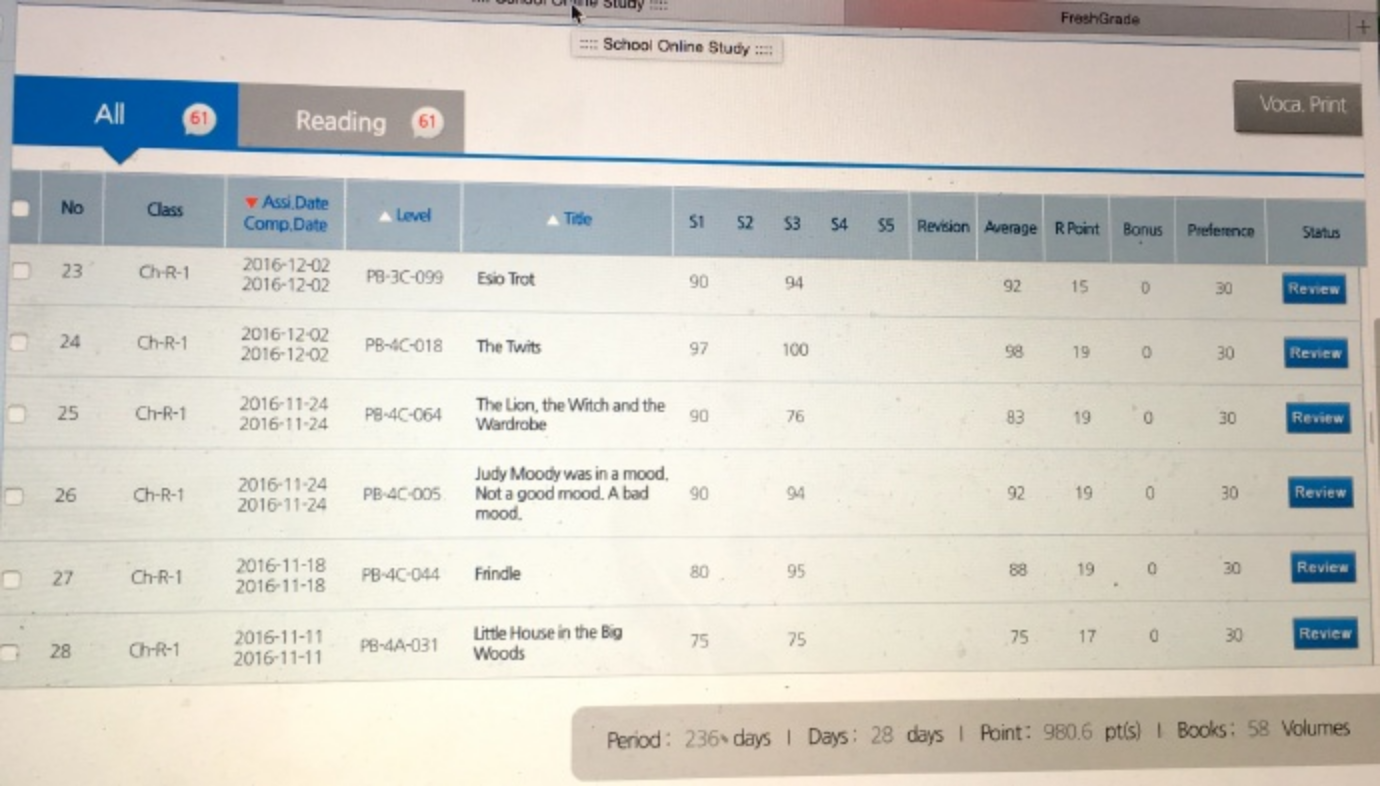 :::: School Online Study ::::
FreshGrade
+
:::: School Online Study ::::
All 61 Reading 61 Voca. Print
No Class Assi.Date Comp.Date Level Title S1 S2 S3 S4 S5 Revision Average R Point Bonus Preference Status
23 Ch-R-1 2016-12-02 2016-12-02 PB-3C-099 Esio Trot 90 94 92 15 0 30 Review
24 Ch-R-1 2016-12-02 2016-12-02 PB-4C-018 The Twits 97 100 98 19 0 30 Review
25 Ch-R-1 2016-11-24 2016-11-24 PB-4C-064 The Lion, the Witch and the Wardrobe 90 76 83 19 0 30 Review
26 Ch-R-1 2016-11-24 2016-11-24 PB-4C-005 Judy Moody was in a mood. Not a good mood. A bad mood. 90 94 92 19 0 30 Review
27 Ch-R-1 2016-11-18 2016-11-18 PB-4C-044 Frindle 80 95 88 19 0 30 Review
28 Ch-R-1 2016-11-11 2016-11-11 PB-4A-031 Little House in the Big Woods 75 75 75 17 0 30 Review
Period : 236 days | Days : 28 days | Point : 980.6 pt(s) | Books : 58 Volumes